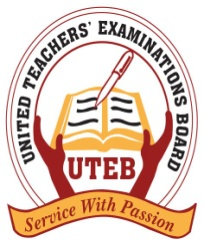 UNITED TEACHERS' EXAMINATIONS BOARD
UTEB
Service With Passion